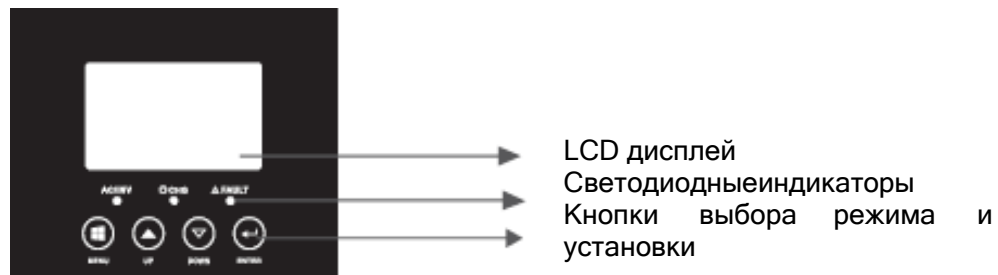 LCD дисплей
AC/INV CHG FAULT
Светодиодныеиндикаторы
Кнопки выбора режима и
установки
MENU UP DOWN ENTER